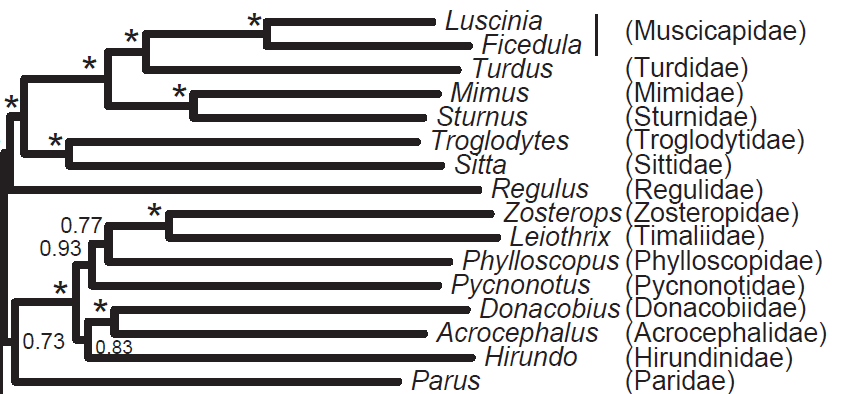 * Luscinia
* Ficedula (Muscicapidae)
* Turdus (Turdidae)
* Mimus (Mimidae)
* Sturnus (Sturnidae)
* Troglodytes (Troglodytidae)
Sitta (Sittidae)
Regulus (Regulidae)
* Zosterops (Zosteropidae)
0.77 Leiothrix (Timaliidae)
0.93 Phylloscopus (Phylloscopidae)
* Pycnonotus (Pycnonotidae)
* Donacobius (Donacobiidae)
Acrocephalus (Acrocephalidae)
0.73 0.83 Hirundo (Hirundinidae)
Parus (Paridae)